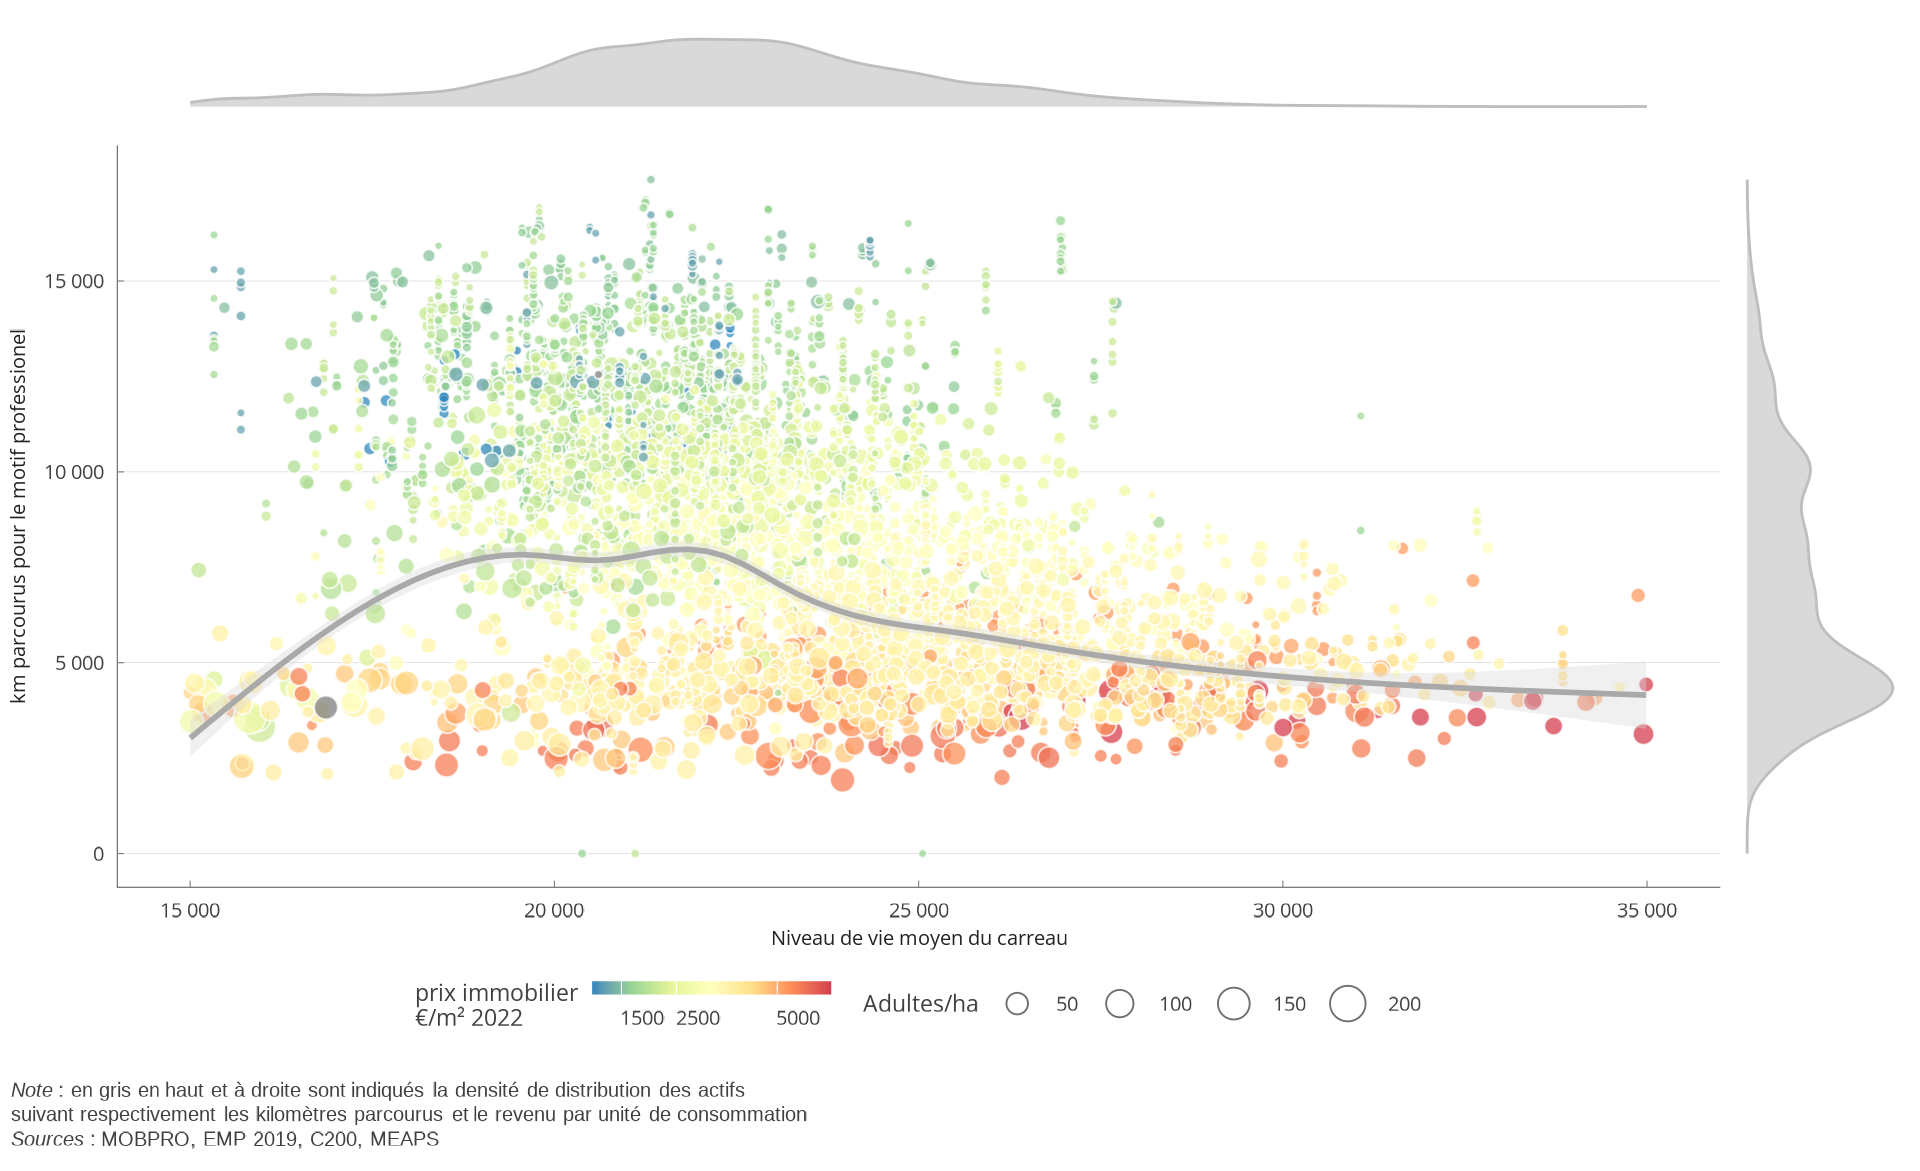 km parcourus pour le motif professionel
15 000
10 000
5 000
0
15 000 20 000 25 000 30 000 35 000
Niveau de vie moyen du carreau
prix immobilier
€/m² 2022
1500 2500 5000
Adultes/ha 50 100 150 200
Note : en gris en haut et à droite sont indiqués la densité de distribution des actifs
suivant respectivement les kilomètres parcourus et le revenu par unité de consommation
Sources : MOBPRO, EMP 2019, C200, MEAPS